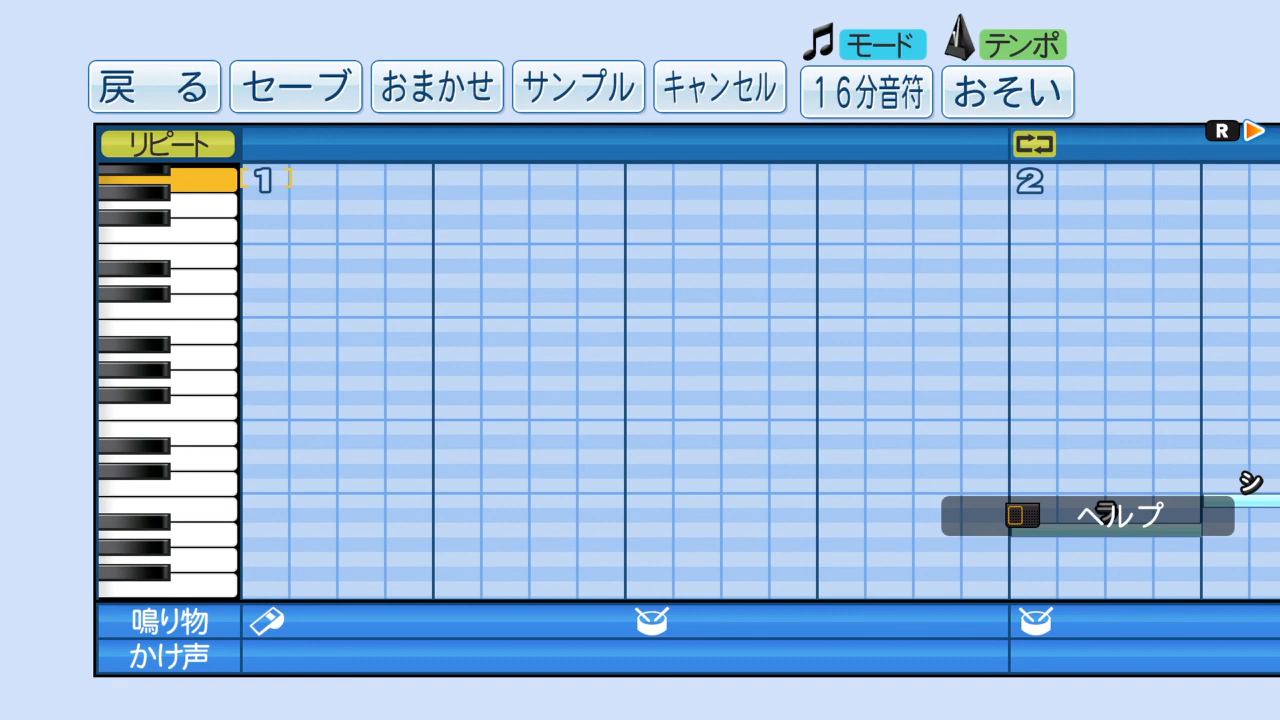 モード テンポ
戻る セーブ おまかせ サンプル キャンセル 16分音符 おそい
リピート R
1 2
シ
ラ
ヘルプ
鳴り物
かけ声